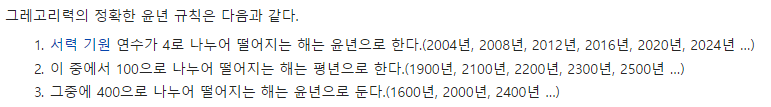 그레고리력의 정확한 윤년 규칙은 다음과 같다.
1. 서력 기원 연수가 4로 나누어 떨어지는 해는 윤년으로 한다.(2004년, 2008년, 2012년, 2016년, 2020년, 2024년 ...)
2. 이 중에서 100으로 나누어 떨어지는 해는 평년으로 한다.(1900년, 2100년, 2200년, 2300년, 2500년 ...)
3. 그중에 400으로 나누어 떨어지는 해는 윤년으로 둔다.(1600년, 2000년, 2400년 ...)